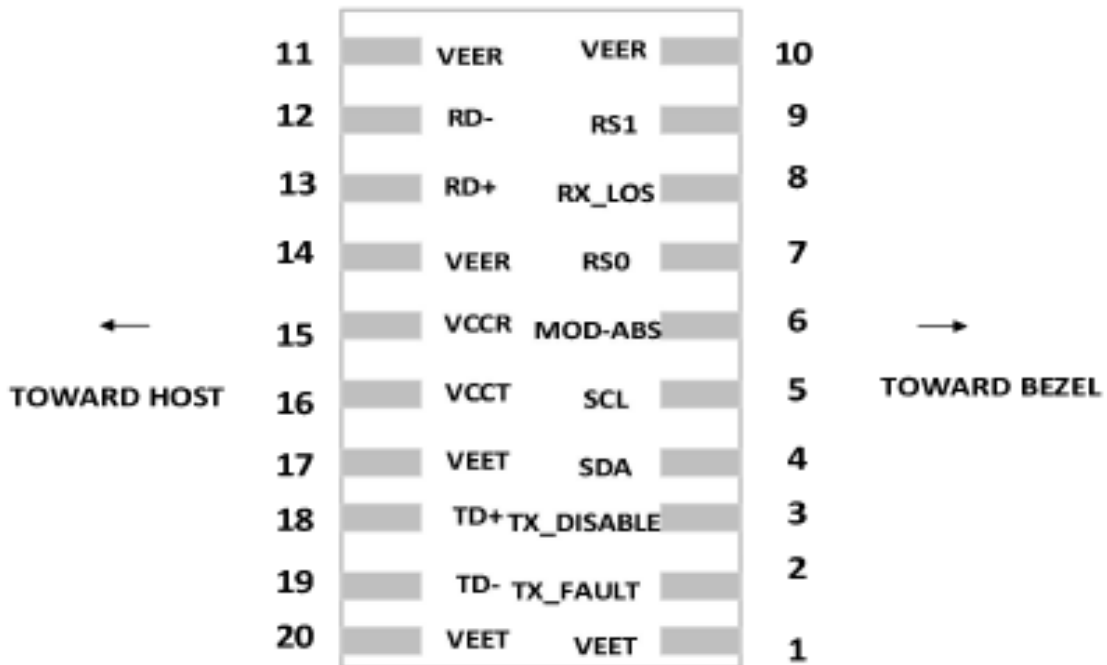 11 VEER VEER 10
12 RD- RS1 9
13 RD+ RX_LOS 8
14 VEER RS0 7
15 VCCR MOD-ABS 6
TOWARD HOST TOWARD BEZEL
16 VCCT SCL 5
17 VEET SDA 4
18 TD+ TX_DISABLE 3
19 TD- TX_FAULT 2
20 VEET VEET 1